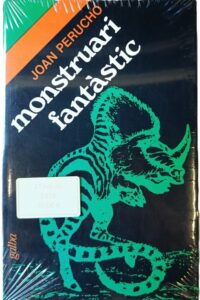 JOAN PERUCHO
monstruari
fantàstic
galba